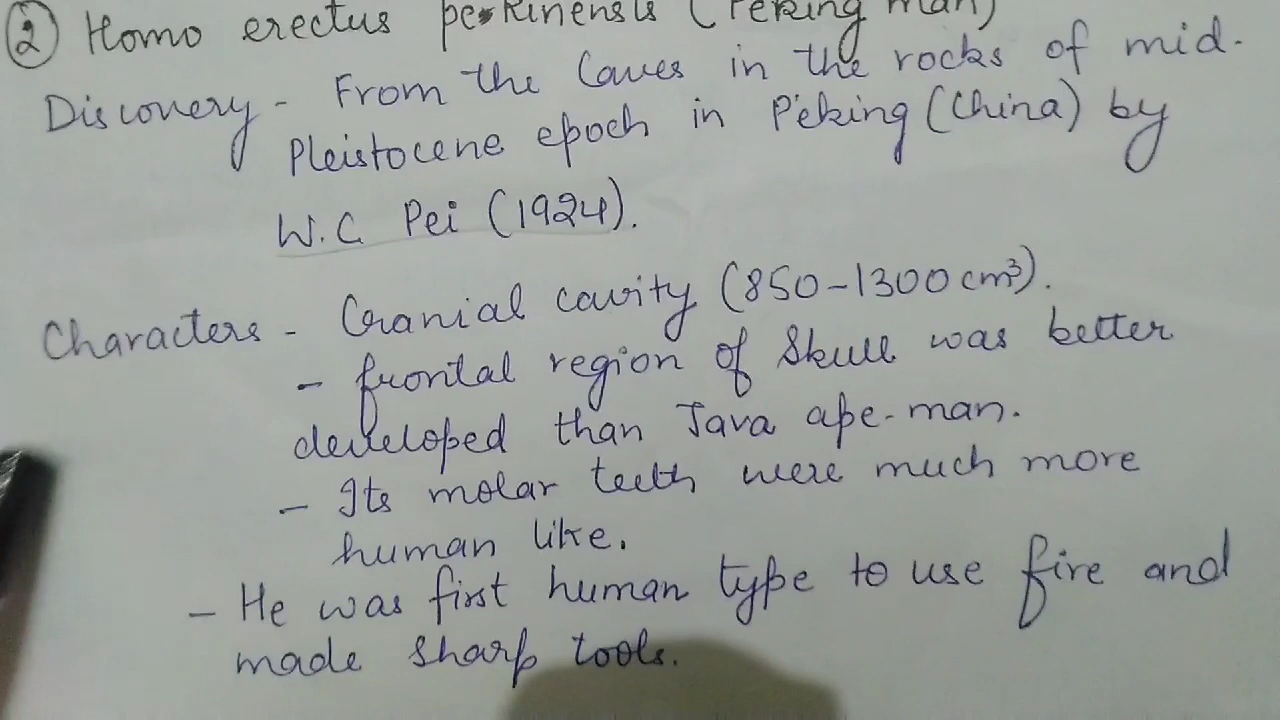 ② Homo erectus pekinensis (Peking man)
Discovery - From the Caves in the rocks of mid-
Pleistocene epoch in Peking (China) by
W.C. Pei (1924).
Characters - Cranial cavity (850-1300 cm³).
- frontal region of Skull was better
developed than Java ape-man.
- Its molar teeth were much more
human like.
- He was first human type to use fire and
made sharp tools.